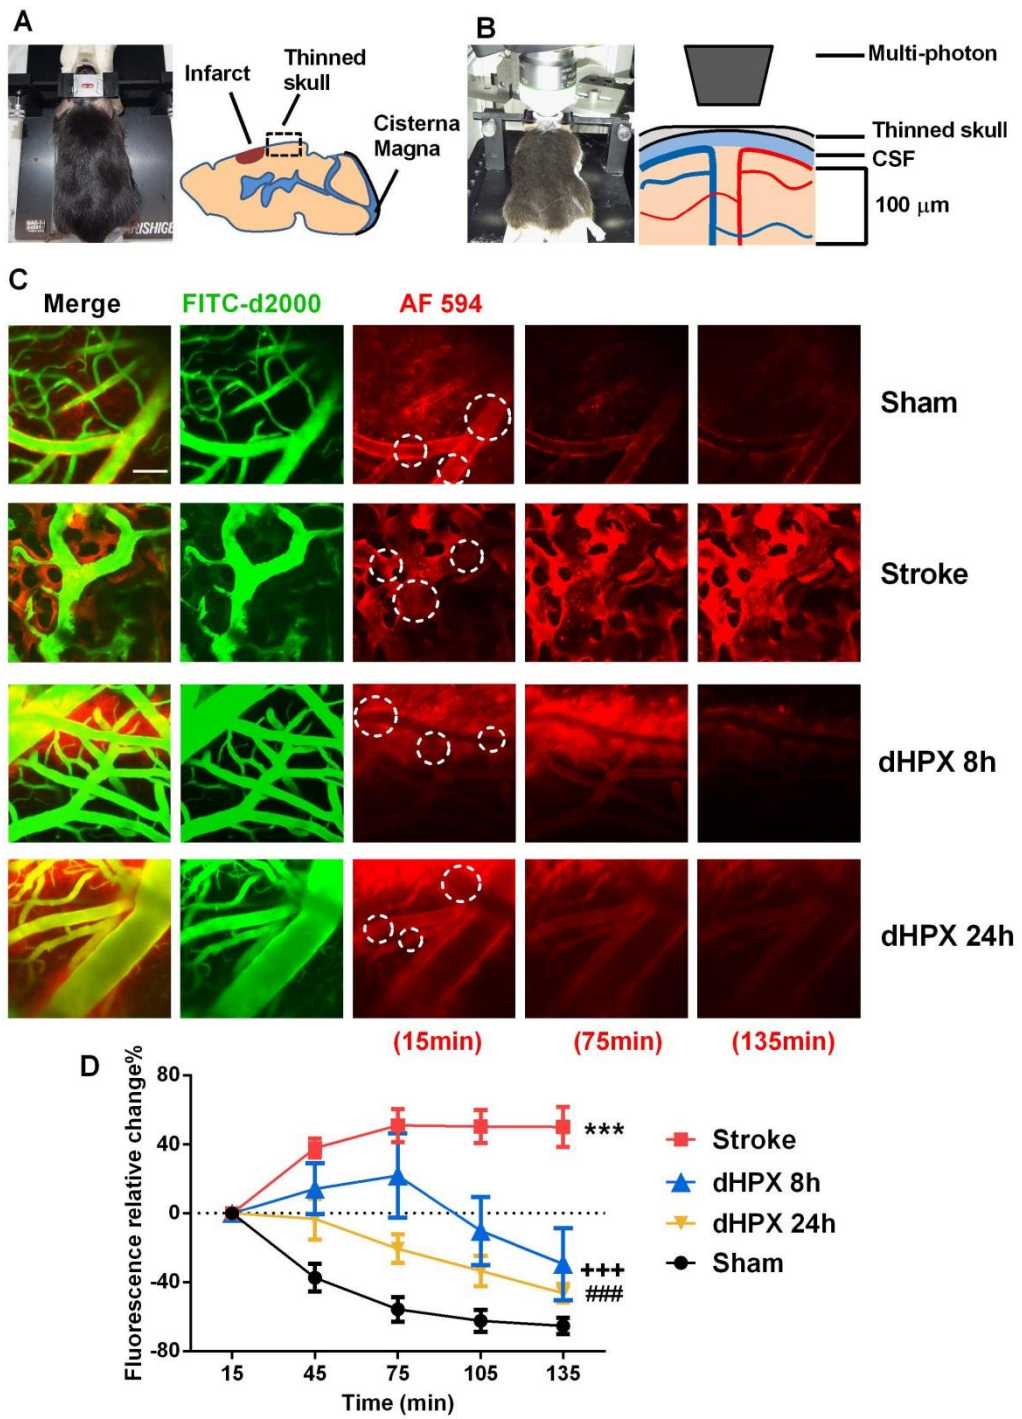 A
B
Infarct
Thinned
skull
Cisterna
Magna
RISHIGE
Multi-photon
Thinned skull
CSF
100 μm
C
Merge
FITC-d2000
AF 594
Sham
Stroke
dHPX 8h
dHPX 24h
(15min)
(75min)
(135min)
D
Fluorescence relative change%
80
40
0
-40
-80
15
45
75
105
135
Time (min)
***
+++
###
Stroke
dHPX 8h
dHPX 24h
Sham